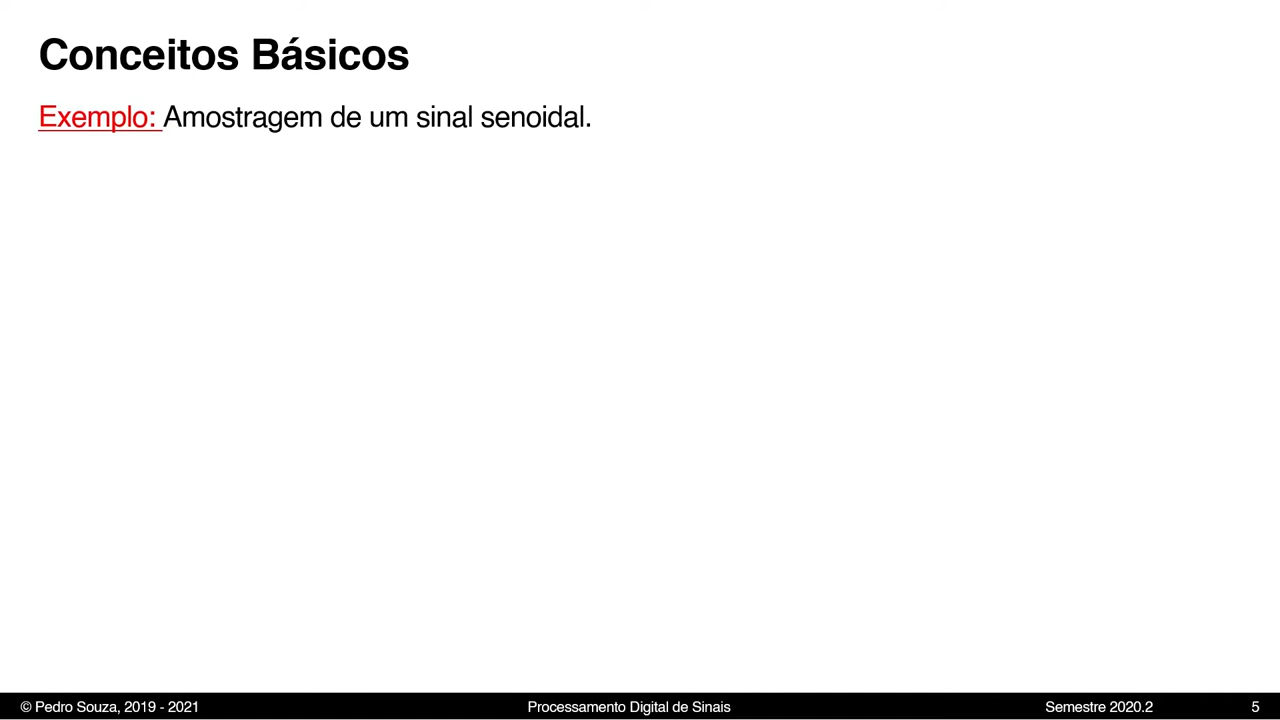 Conceitos Básicos
Exemplo: Amostragem de um sinal senoidal.
© Pedro Souza, 2019 - 2021 Processamento Digital de Sinais Semestre 2020.2 5